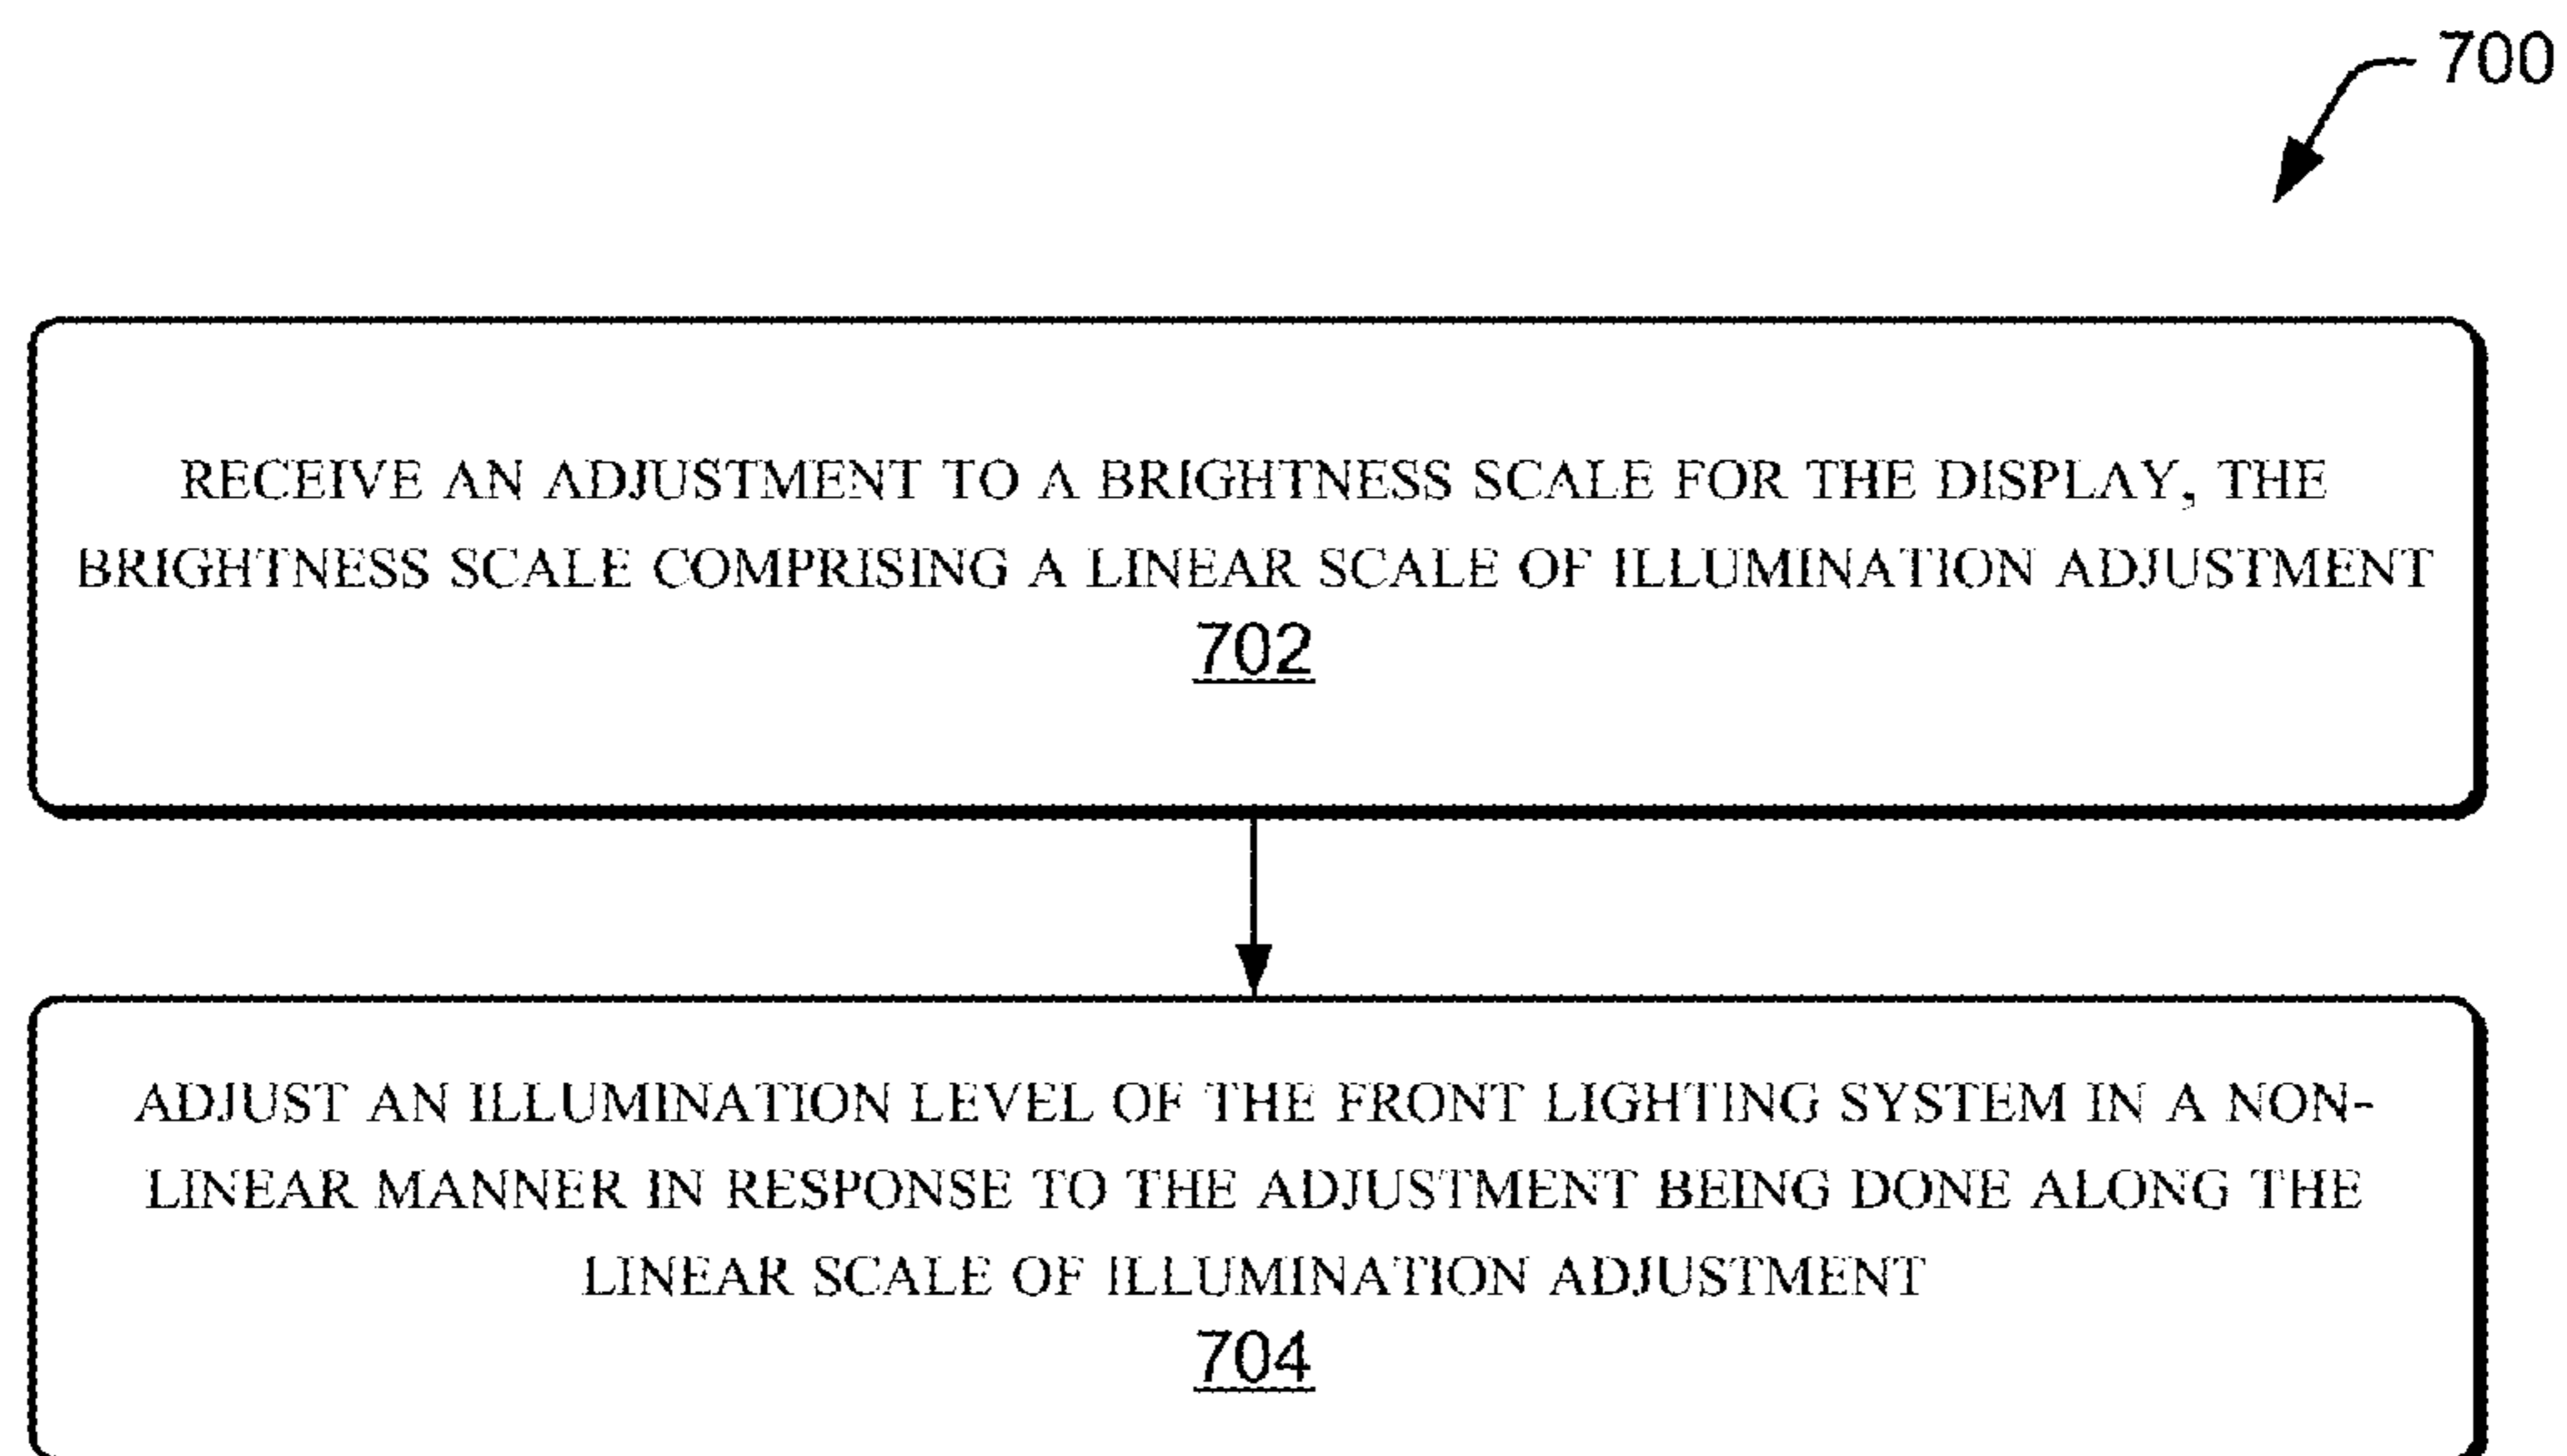 700
RECEIVE AN ADJUSTMENT TO A BRIGHTNESS SCALE FOR THE DISPLAY, THE
BRIGHTNESS SCALE COMPRISING A LINEAR SCALE OF ILLUMINATION ADJUSTMENT
702
ADJUST AN ILLUMINATION LEVEL OF THE FRONT LIGHTING SYSTEM IN A NON-
LINEAR MANNER IN RESPONSE TO THE ADJUSTMENT BEING DONE ALONG THE
LINEAR SCALE OF ILLUMINATION ADJUSTMENT
704